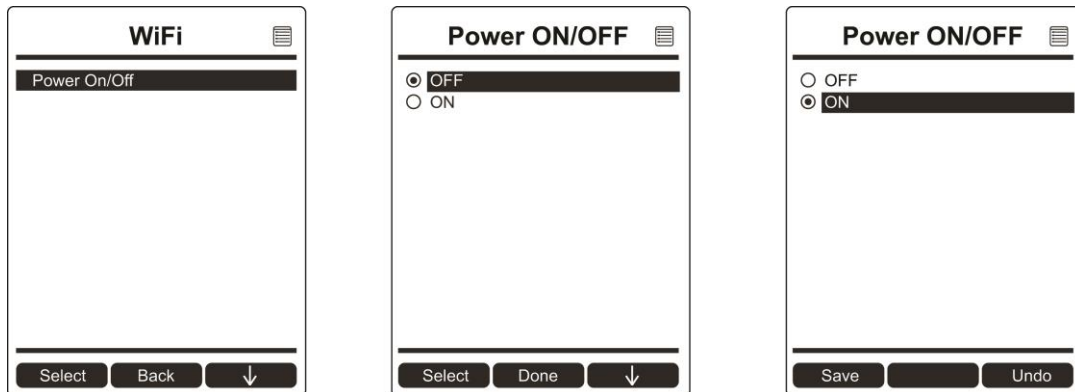 WiFi
Power On/Off
Select Back ↓
Power ON/OFF
OFF
ON
Select Done ↓
Power ON/OFF
OFF
ON
Save Undo